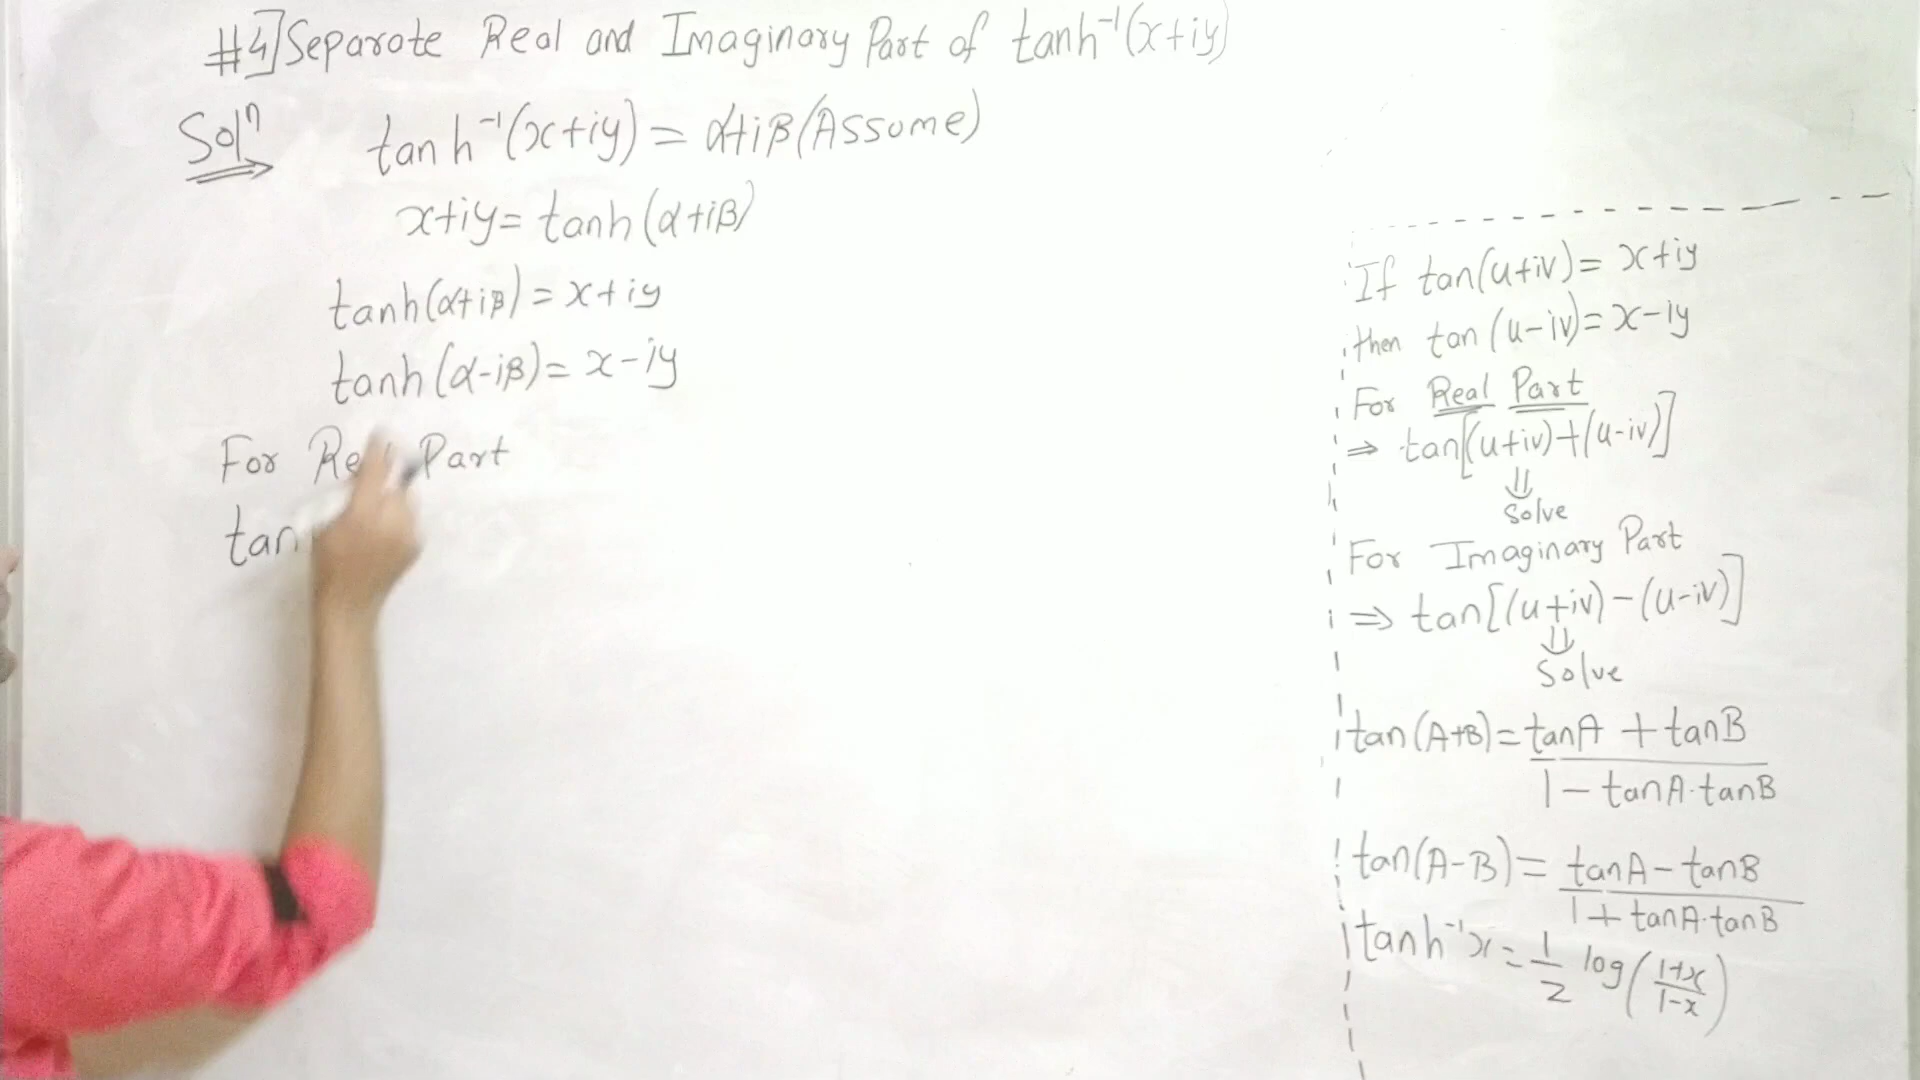 #4] Separate Real and Imaginary Part of tanh⁻¹(x+iy)
Solⁿ tanh⁻¹(x+iy) = α+iβ (Assume)
x+iy = tanh(α+iβ)
tanh(α+iβ) = x+iy
tanh(α-iβ) = x-iy
For Part
tan
If tan(u+iv) = x+iy
then tan(u-iv) = x-iy
For Real Part
⇒ tan[(u+iv)+(u-iv)]
⇓
Solve
For Imaginary Part
⇒ tan[(u+iv)-(u-iv)]
⇓
Solve
tan(A+B) = tanA + tanB
1 - tanA·tanB
tan(A-B) = tanA - tanB
1 + tanA·tanB
tanh⁻¹x = 1/2 log(1+x/1-x)